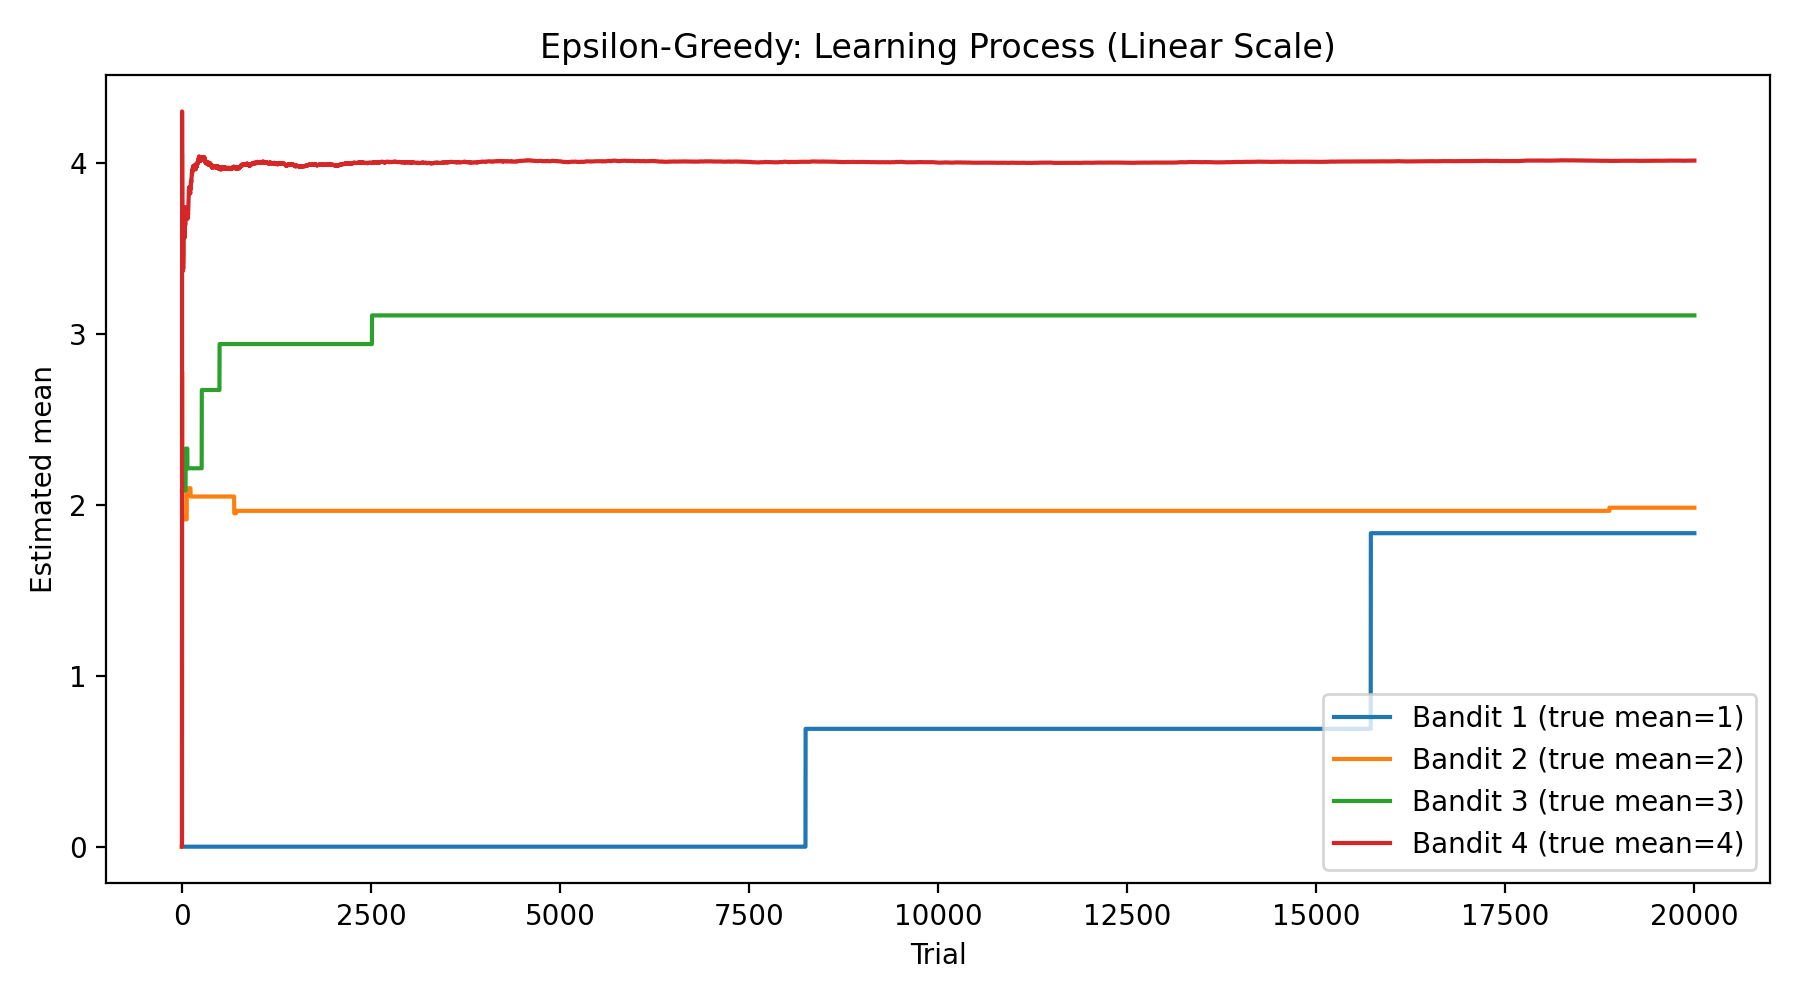 Epsilon-Greedy: Learning Process (Linear Scale)
Estimated mean
4
3
2
1
0
Bandit 1 (true mean=1)
Bandit 2 (true mean=2)
Bandit 3 (true mean=3)
Bandit 4 (true mean=4)
0 2500 5000 7500 10000 12500 15000 17500 20000
Trial